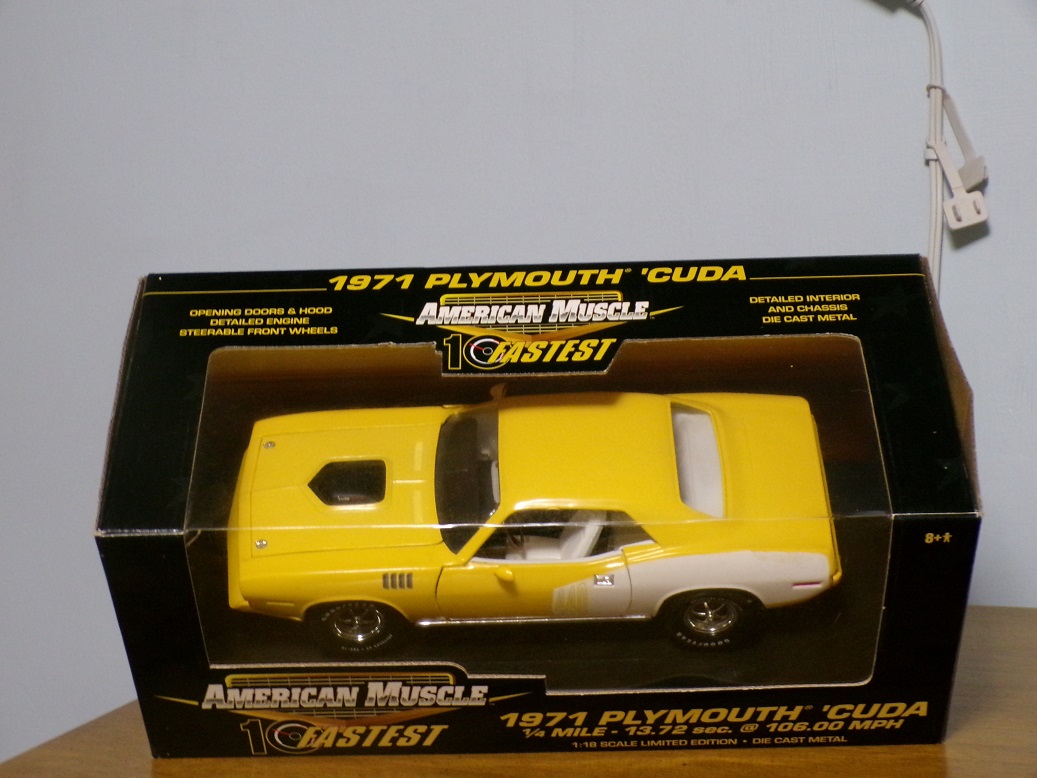 1971 PLYMOUTH® 'CUDA
OPENING DOORS & HOOD
DETAILED ENGINE
STEERABLE FRONT WHEELS
AMERICAN MUSCLE
10 FASTEST
DETAILED INTERIOR
AND CHASSIS
DIE CAST METAL
8+
AMERICAN MUSCLE
10 FASTEST
1971 PLYMOUTH® 'CUDA
1/4 MILE - 13.72 sec. @ 106.00 MPH
1:18 SCALE LIMITED EDITION • DIE CAST METAL